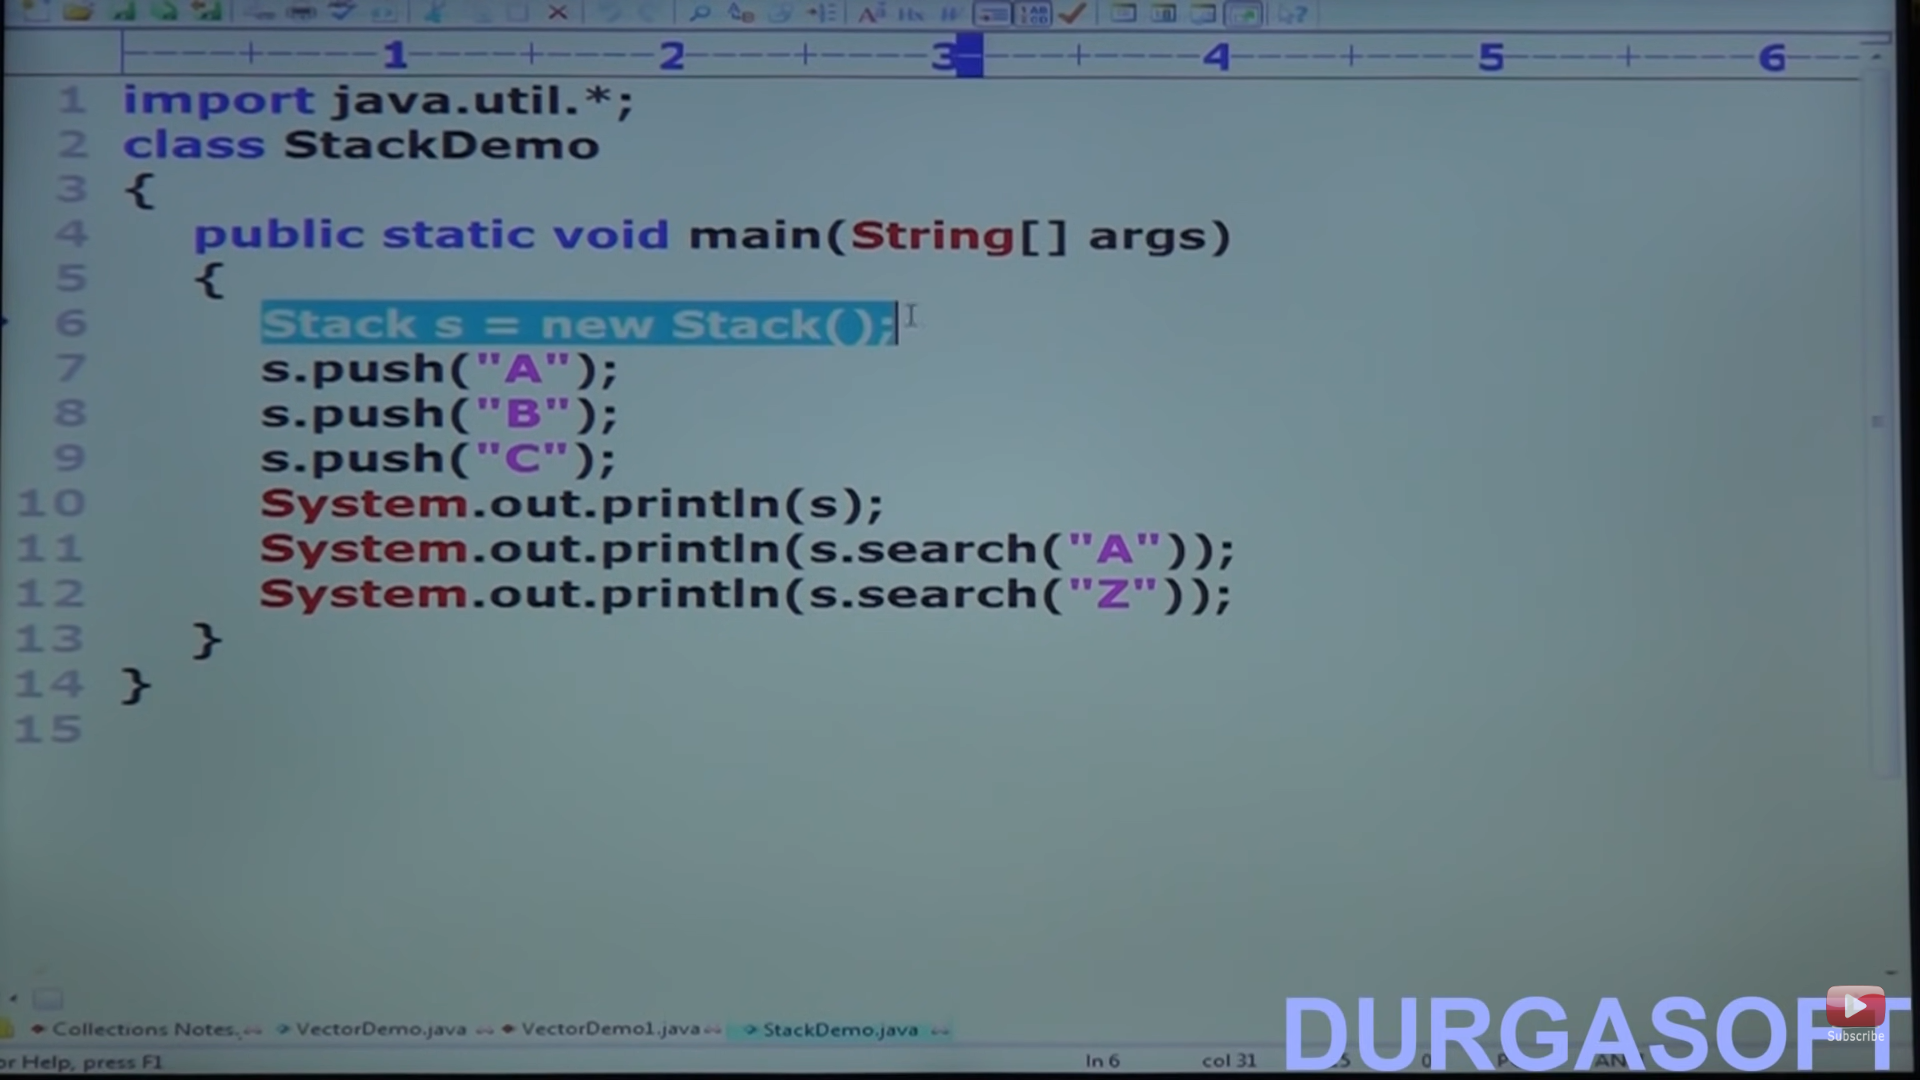 1 2 3 4 5 6
1 import java.util.*;
2 class StackDemo
3 {
4 public static void main(String[] args)
5 {
6 Stack s = new Stack();
7 s.push("A");
8 s.push("B");
9 s.push("C");
10 System.out.println(s);
11 System.out.println(s.search("A"));
12 System.out.println(s.search("Z"));
13 }
14 }
15
Collections Notes. VectorDemo.java VectorDemo1.java StackDemo.java
or Help, press F1 ln 6 col 31
DURGASOFT
Subscribe